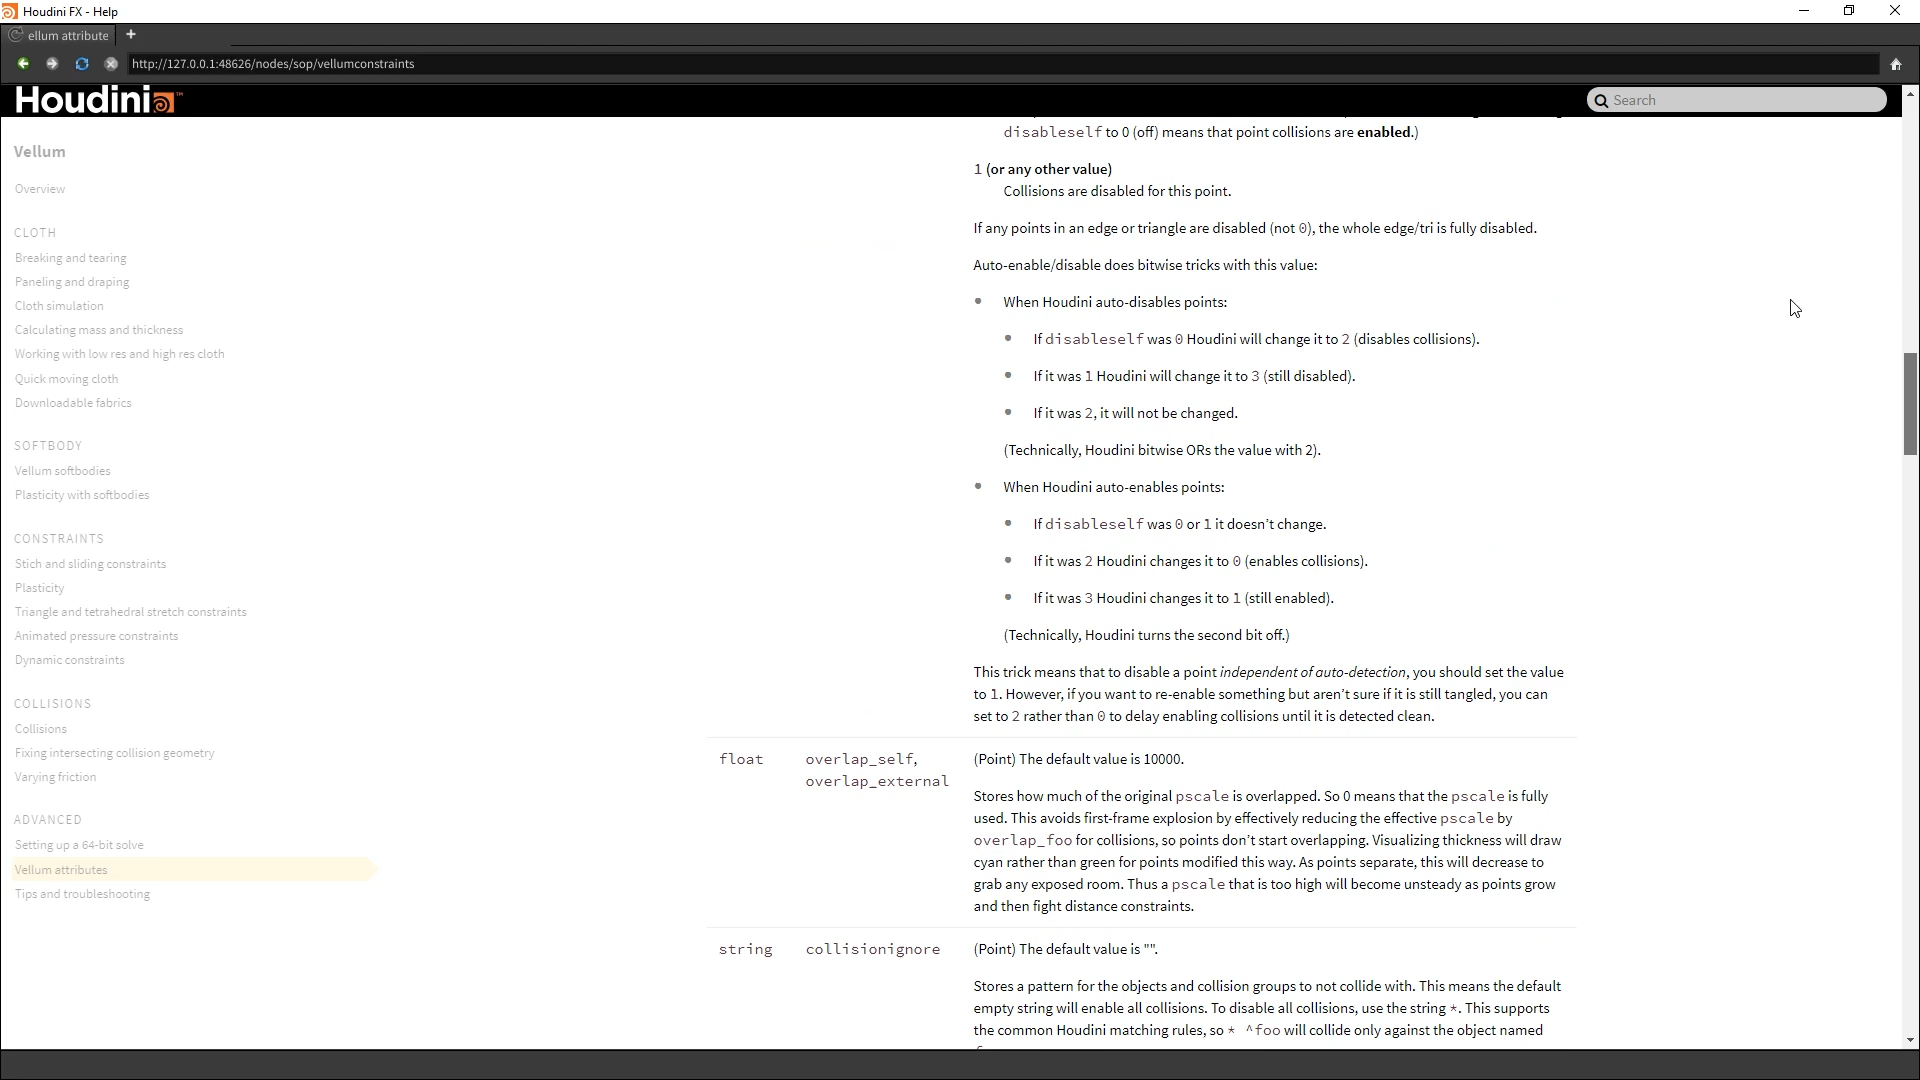 Houdini FX - Help
ellum attribute
http://127.0.0.1:48626/nodes/sop/vellumconstraints
Houdini™
Search
Vellum
Overview
CLOTH
Breaking and tearing
Paneling and draping
Cloth simulation
Calculating mass and thickness
Working with low res and high res cloth
Quick moving cloth
Downloadable fabrics
SOFTBODY
Vellum softbodies
Plasticity with softbodies
CONSTRAINTS
Stich and sliding constraints
Plasticity
Triangle and tetrahedral stretch constraints
Animated pressure constraints
Dynamic constraints
COLLISIONS
Collisions
Fixing intersecting collision geometry
Varying friction
ADVANCED
Setting up a 64-bit solve
Vellum attributes
Tips and troubleshooting
disableself to 0 (off) means that point collisions are enabled.)
1 (or any other value)
Collisions are disabled for this point.
If any points in an edge or triangle are disabled (not 0), the whole edge/tri is fully disabled.
Auto-enable/disable does bitwise tricks with this value:
• When Houdini auto-disables points:
• If disableself was 0 Houdini will change it to 2 (disables collisions).
• If it was 1 Houdini will change it to 3 (still disabled).
• If it was 2, it will not be changed.
(Technically, Houdini bitwise ORs the value with 2).
• When Houdini auto-enables points:
• If disableself was 0 or 1 it doesn't change.
• If it was 2 Houdini changes it to 0 (enables collisions).
• If it was 3 Houdini changes it to 1 (still enabled).
(Technically, Houdini turns the second bit off.)
This trick means that to disable a point independent of auto-detection, you should set the value
to 1. However, if you want to re-enable something but aren't sure if it is still tangled, you can
set to 2 rather than 0 to delay enabling collisions until it is detected clean.
float overlap_self, (Point) The default value is 10000.
overlap_external
Stores how much of the original pscale is overlapped. So 0 means that the pscale is fully
used. This avoids first-frame explosion by effectively reducing the effective pscale by
overlap_foo for collisions, so points don't start overlapping. Visualizing thickness will draw
cyan rather than green for points modified this way. As points separate, this will decrease to
grab any exposed room. Thus a pscale that is too high will become unsteady as points grow
and then fight distance constraints.
string collisionignore (Point) The default value is "".
Stores a pattern for the objects and collision groups to not collide with. This means the default
empty string will enable all collisions. To disable all collisions, use the string *. This supports
the common Houdini matching rules, so * ^foo will collide only against the object named